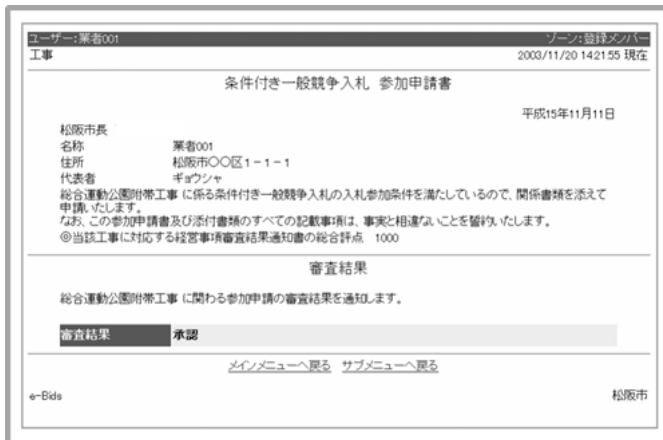 ユーザー:業者001 ゾーン:登録メンバー
工事 2003/11/20 14:21:55 現在
条件付き一般競争入札 参加申請書
平成15年11月11日
松阪市長
名称 業者001
住所 松阪市〇〇区1-1-1
代表者 ギョウシャ
総合運動公園附帯工事 に係る条件付き一般競争入札の入札参加条件を満たしているので、関係書類を添えて
申請いたします。
なお、この参加申請書及び添付書類のすべての記載事項は、事実と相違ないことを誓約いたします。
◎当該工事に対応する経営事項審査結果通知書の総合評点 1000
審査結果
総合運動公園附帯工事 に関わる参加申請の審査結果を通知します。
審査結果 承認
メインメニューへ戻る サブメニューへ戻る
e-Bids 松阪市